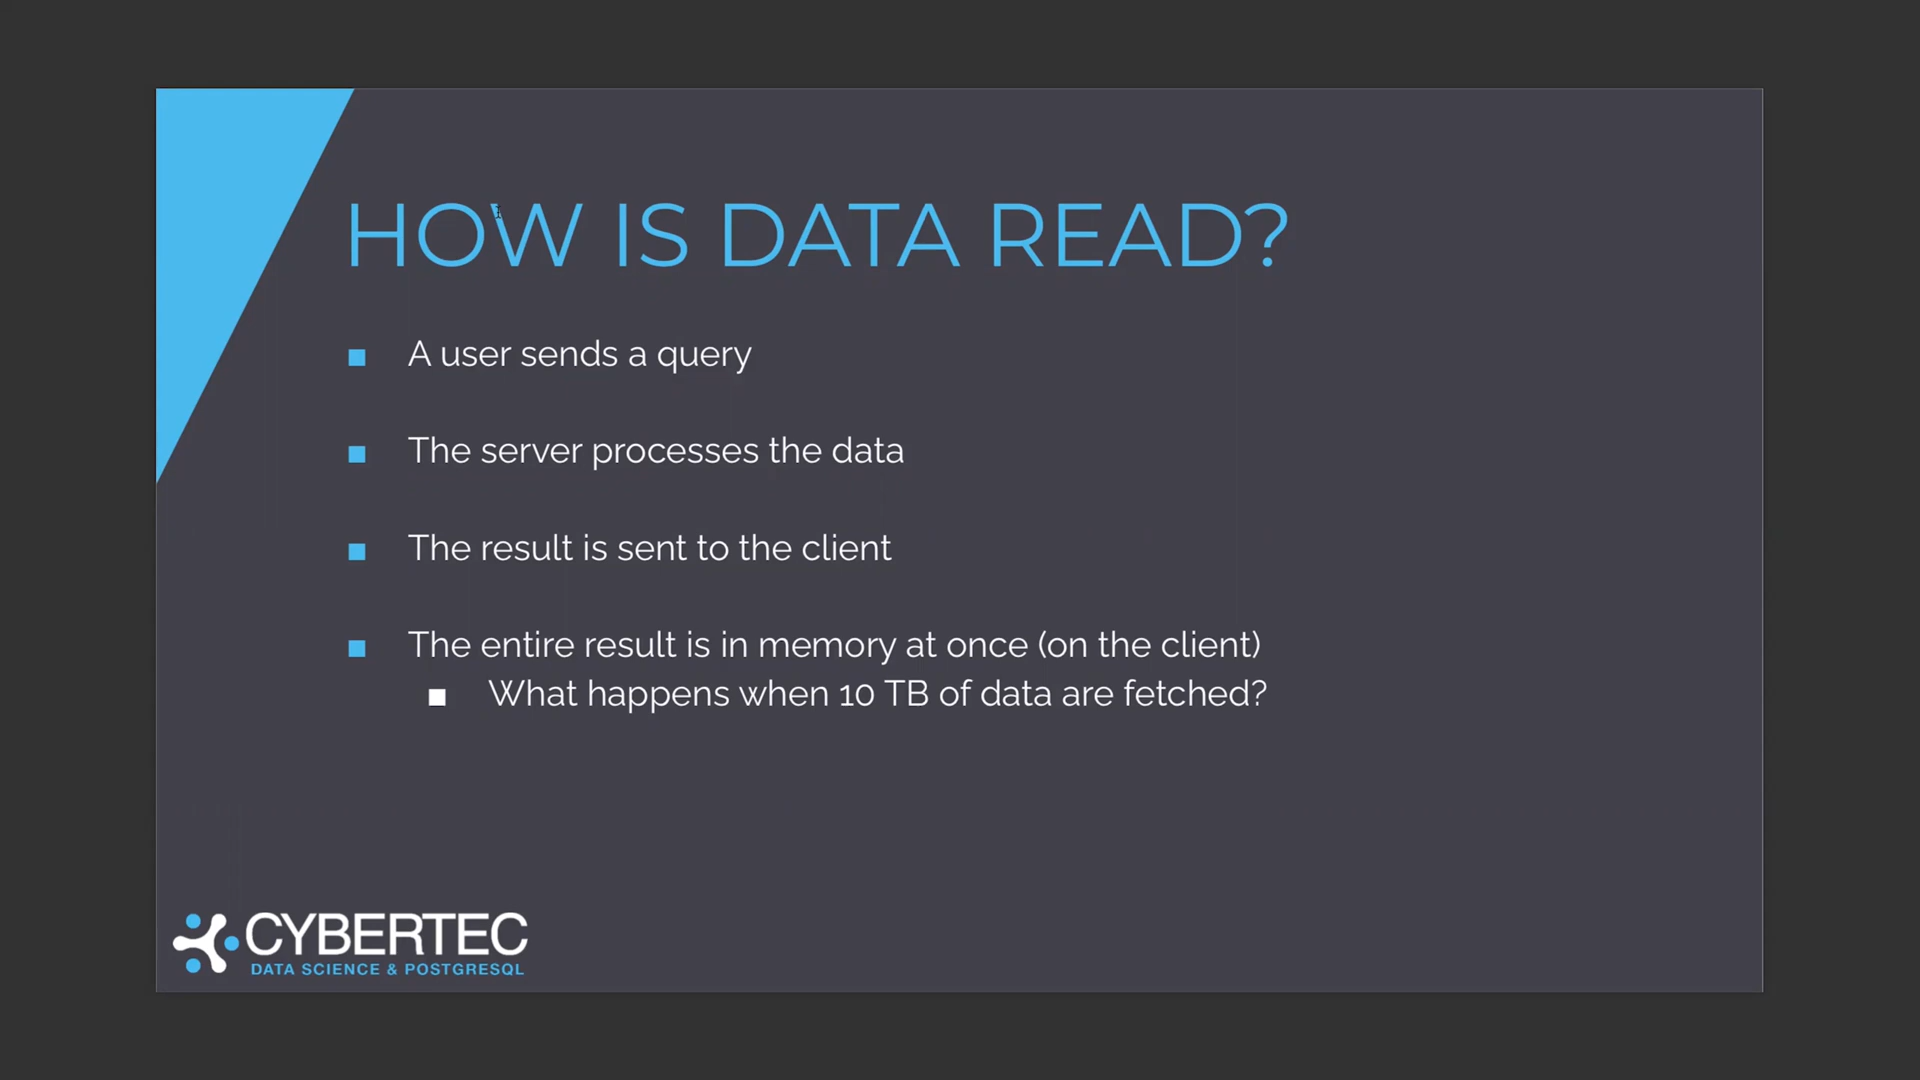 HOW IS DATA READ?
A user sends a query
The server processes the data
The result is sent to the client
The entire result is in memory at once (on the client)
What happens when 10 TB of data are fetched?
CYBERTEC
DATA SCIENCE & POSTGRESQL